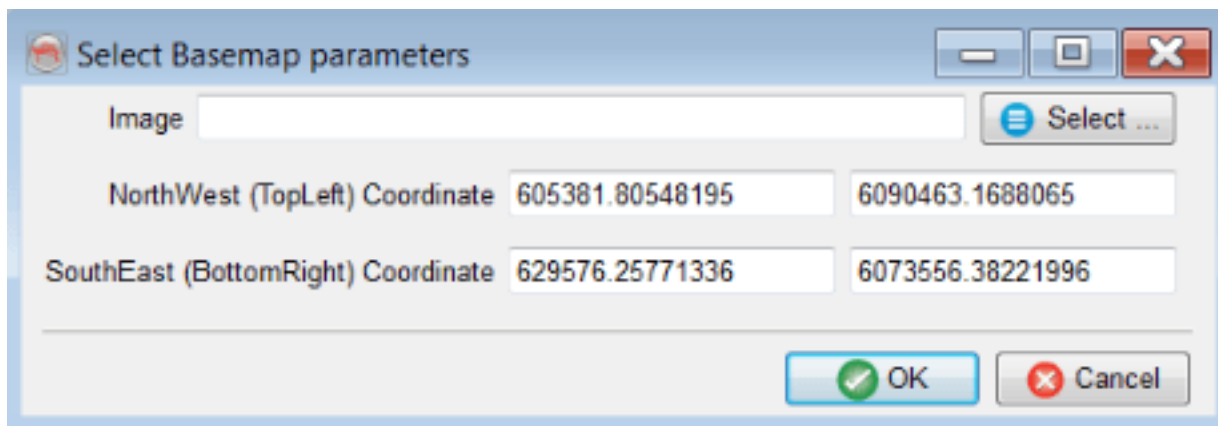 Select Basemap parameters
Image Select ...
NorthWest (TopLeft) Coordinate 605381.80548195 6090463.1688065
SouthEast (BottomRight) Coordinate 629576.25771336 6073556.38221996
OK Cancel